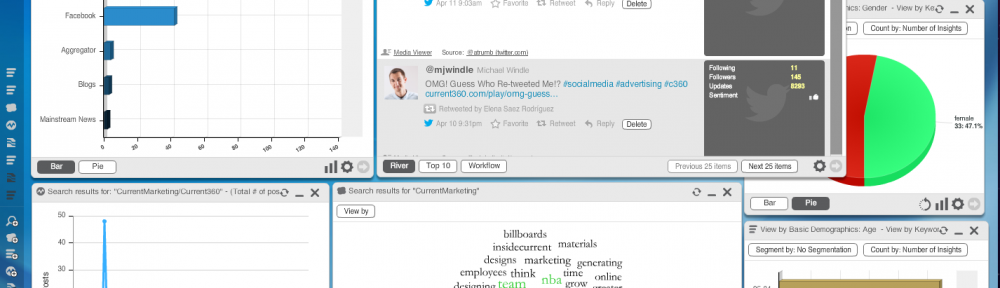 Facebook
Aggregator
Blogs
Mainstream News
0
20
40
60
80
100
120
140
Bar
Pie
Apr 11 9:03am Favorite Retweet Reply Delete
Media Viewer Source: @atrumb (twitter.com)
@mjwindle Michael Windle
OMG! Guess Who Re-tweeted Me!? #socialmedia #advertising #c360
current360.com/play/omg-guess...
Retweeted by Elena Saez Rodriguez
Apr 10 9:31pm Favorite Retweet Reply Delete
Following 11
Followers 145
Updates 8293
Sentiment
River
Top 10
Workflow
Previous 25 items
Next 25 items
Count by: Number of Insights
female
33: 47.1%
Bar
Pie
Search results for: "CurrentMarketing/Current360" - (Total # of pos
50
40
30
Search results for "CurrentMarketing"
View by
billboards
insidecurrent materials
designs marketing generating
employees think nba time online
designing team grow greater
View by Basic Demographics: Age - View by Keywor
Segment by: No Segmentation
Count by: Number of Insights